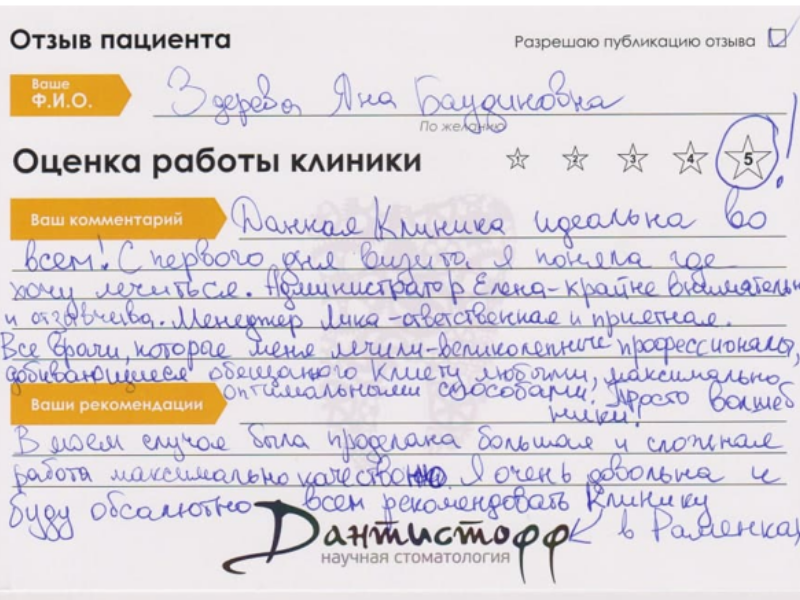 Отзыв пациента
Разрешаю публикацию отзыва
Ваше
Ф.И.О.
Здерева Яна Баудиновна
По желанию
Оценка работы клиники
1 2 3 4 5 !
Ваш комментарий
Данная Клиника идеальна во
всем! С первого дня визита я поняла где
хочу лечиться. Администратор Елена - крайне внимательна
и отзывчива. Менеджер Лика - ответственная и приятная.
Все врачи, которые меня лечили - великолепные профессионалы,
добивающиеся обещанного клиенту любыми, максимально
оптимальными способами. Просто волшеб
ники!
Ваши рекомендации
В моем случае была проделана большая и сложная
работа максимально качественно. Я очень довольна и
буду обсалютно всем рекомендовать Клинику
Дантистофф в Раменках
научная стоматология